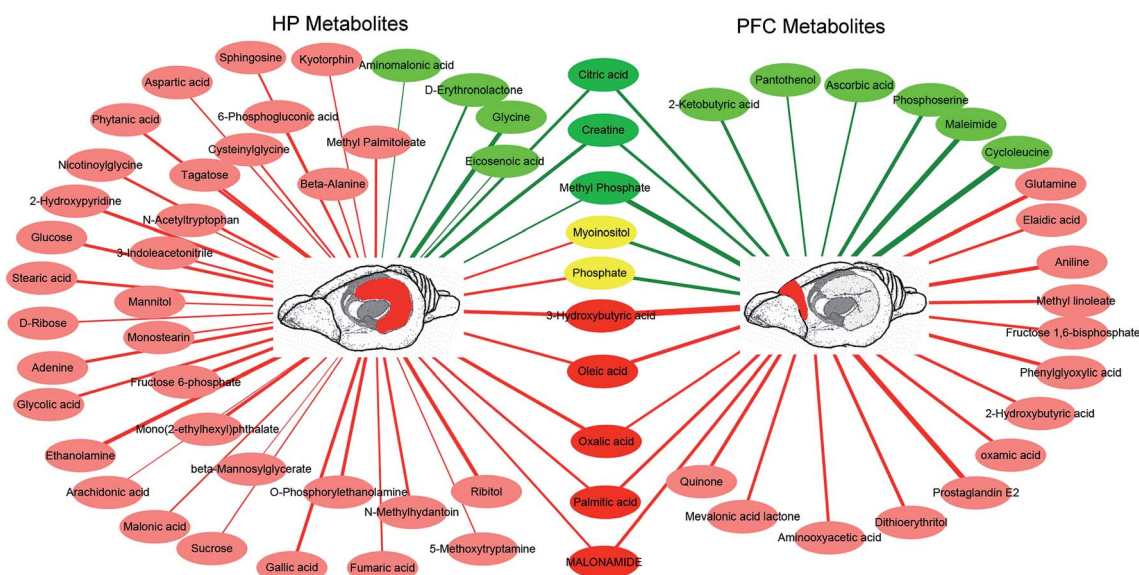 HP Metabolites
PFC Metabolites
Sphingosine
Kyotorphin
Aspartic acid
Aminomalonic acid
D-Erythronolactone
Phytanic acid
6-Phosphogluconic acid
Glycine
Cysteinylglycine
Methyl Palmitoleate
Nicotinoylglycine
Tagatose
Beta-Alanine
Eicosenoic acid
2-Hydroxypyridine
N-Acetyltryptophan
Glucose
3-Indoleacetonitrile
Stearic acid
Mannitol
D-Ribose
Monostearin
Adenine
Fructose 6-phosphate
Glycolic acid
Mono(2-ethylhexyl)phthalate
Ethanolamine
beta-Mannosylglycerate
Arachidonic acid
O-Phosphorylethanolamine
Ribitol
Malonic acid
N-Methylhydantoin
Sucrose
5-Methoxytryptamine
Gallic acid
Fumaric acid
Citric acid
Creatine
Methyl Phosphate
Myoinositol
Phosphate
3-Hydroxybutyric acid
Oleic acid
Oxalic acid
Palmitic acid
MALONAMIDE
2-Ketobutyric acid
Pantothenol
Ascorbic acid
Phosphoserine
Maleimide
Cycloleucine
Glutamine
Elaidic acid
Aniline
Methyl linoleate
Fructose 1,6-bisphosphate
Phenylglyoxylic acid
2-Hydroxybutyric acid
oxamic acid
Prostaglandin E2
Dithioerythritol
Aminooxyacetic acid
Mevalonic acid lactone
Quinone